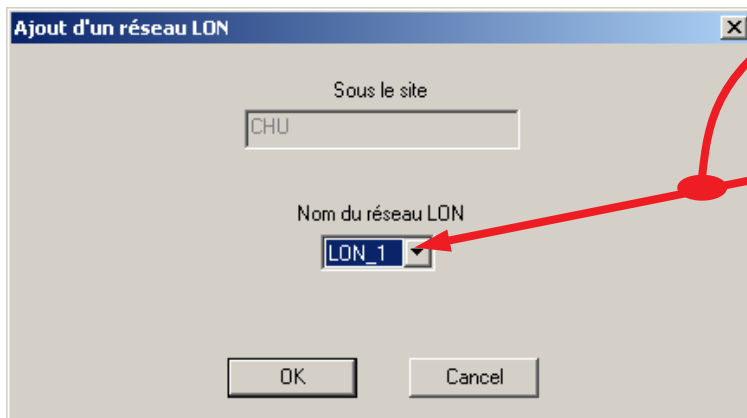 Ajout d'un réseau LON
Sous le site
CHU
Nom du réseau LON
LON_1
OK Cancel